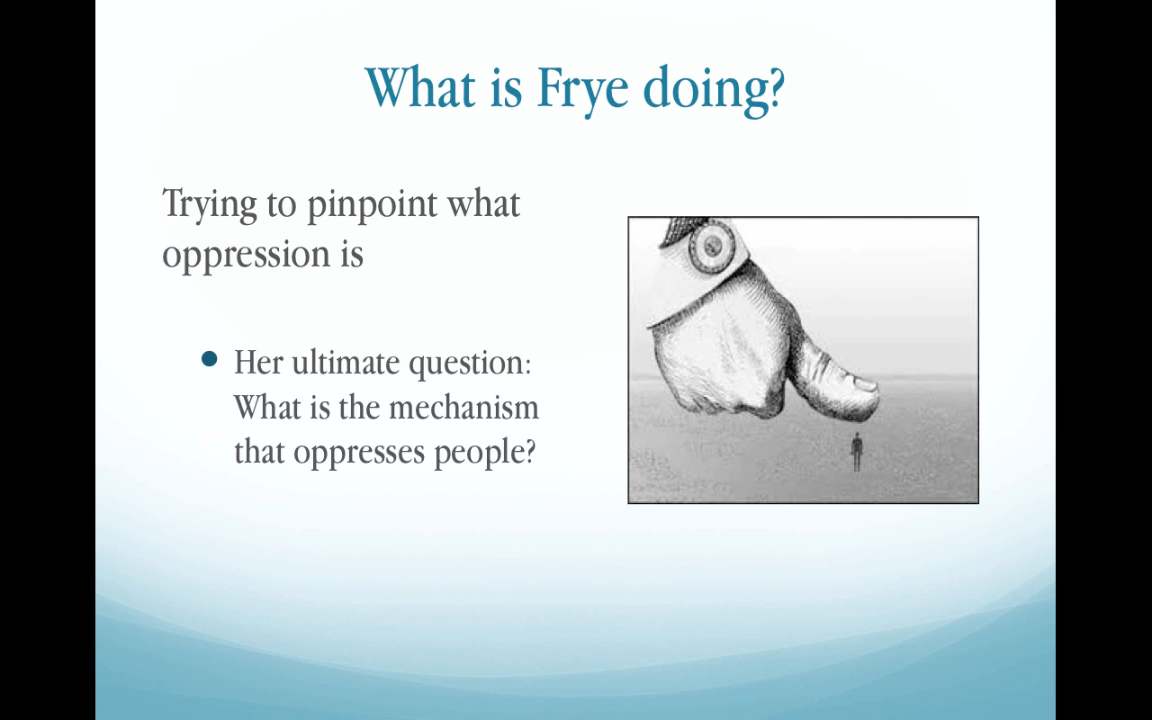 What is Frye doing?
Trying to pinpoint what
oppression is
Her ultimate question:
What is the mechanism
that oppresses people?